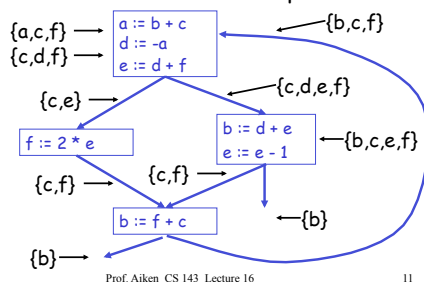 {b,c,f}
{a,c,f}
a := b + c
{c,d,f}
d := -a
e := d + f
{c,e}
{c,d,e,f}
f := 2 * e
b := d + e
e := e - 1
{b,c,e,f}
{c,f}
{c,f}
b := f + c
{b}
{b}
Prof. Aiken CS 143 Lecture 16
11